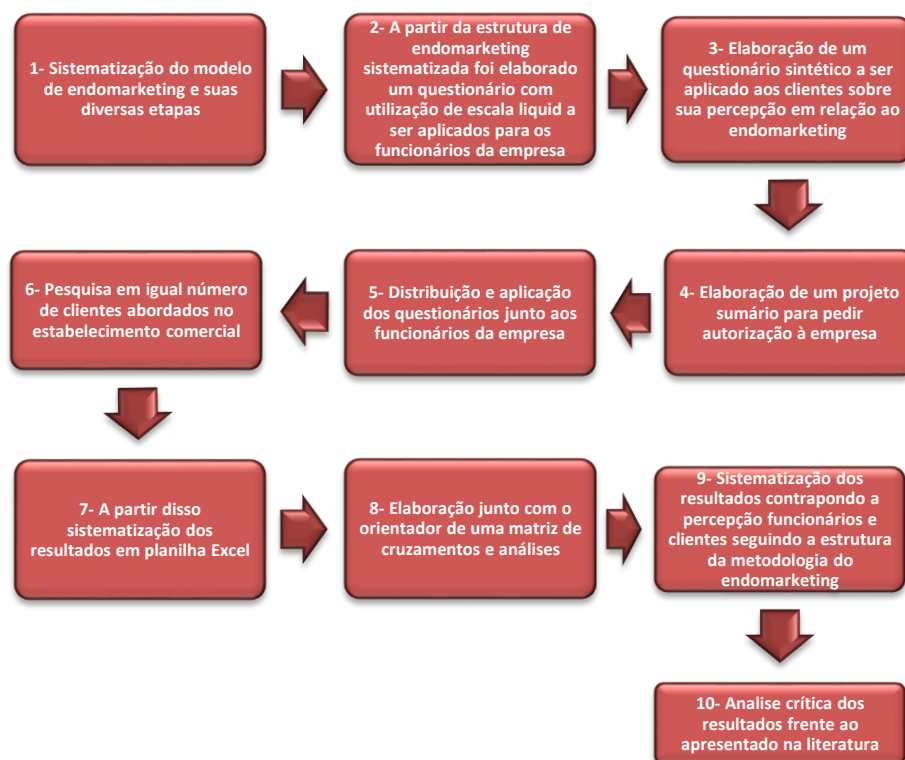 1- Sistematização do modelo
de endomarketing e suas
diversas etapas
2- A partir da estrutura de
endomarketing
sistematizada foi elaborado
um questionário com
utilização de escala liquid a
ser aplicados para os
funcionários da empresa
3- Elaboração de um
questionário sintético a ser
aplicado aos clientes sobre
sua percepção em relação ao
endomarketing
4- Elaboração de um projeto
sumário para pedir
autorização à empresa
5- Distribuição e aplicação
dos questionários junto aos
funcionários da empresa
6- Pesquisa em igual número
de clientes abordados no
estabelecimento comercial
7- A partir disso
sistematização dos
resultados em planilha Excel
8- Elaboração junto com o
orientador de uma matriz de
cruzamentos e análises
9- Sistematização dos
resultados contrapondo a
percepção funcionários e
clientes seguindo a estrutura
da metodologia do
endomarketing
10- Analise crítica dos
resultados frente ao
apresentado na literatura